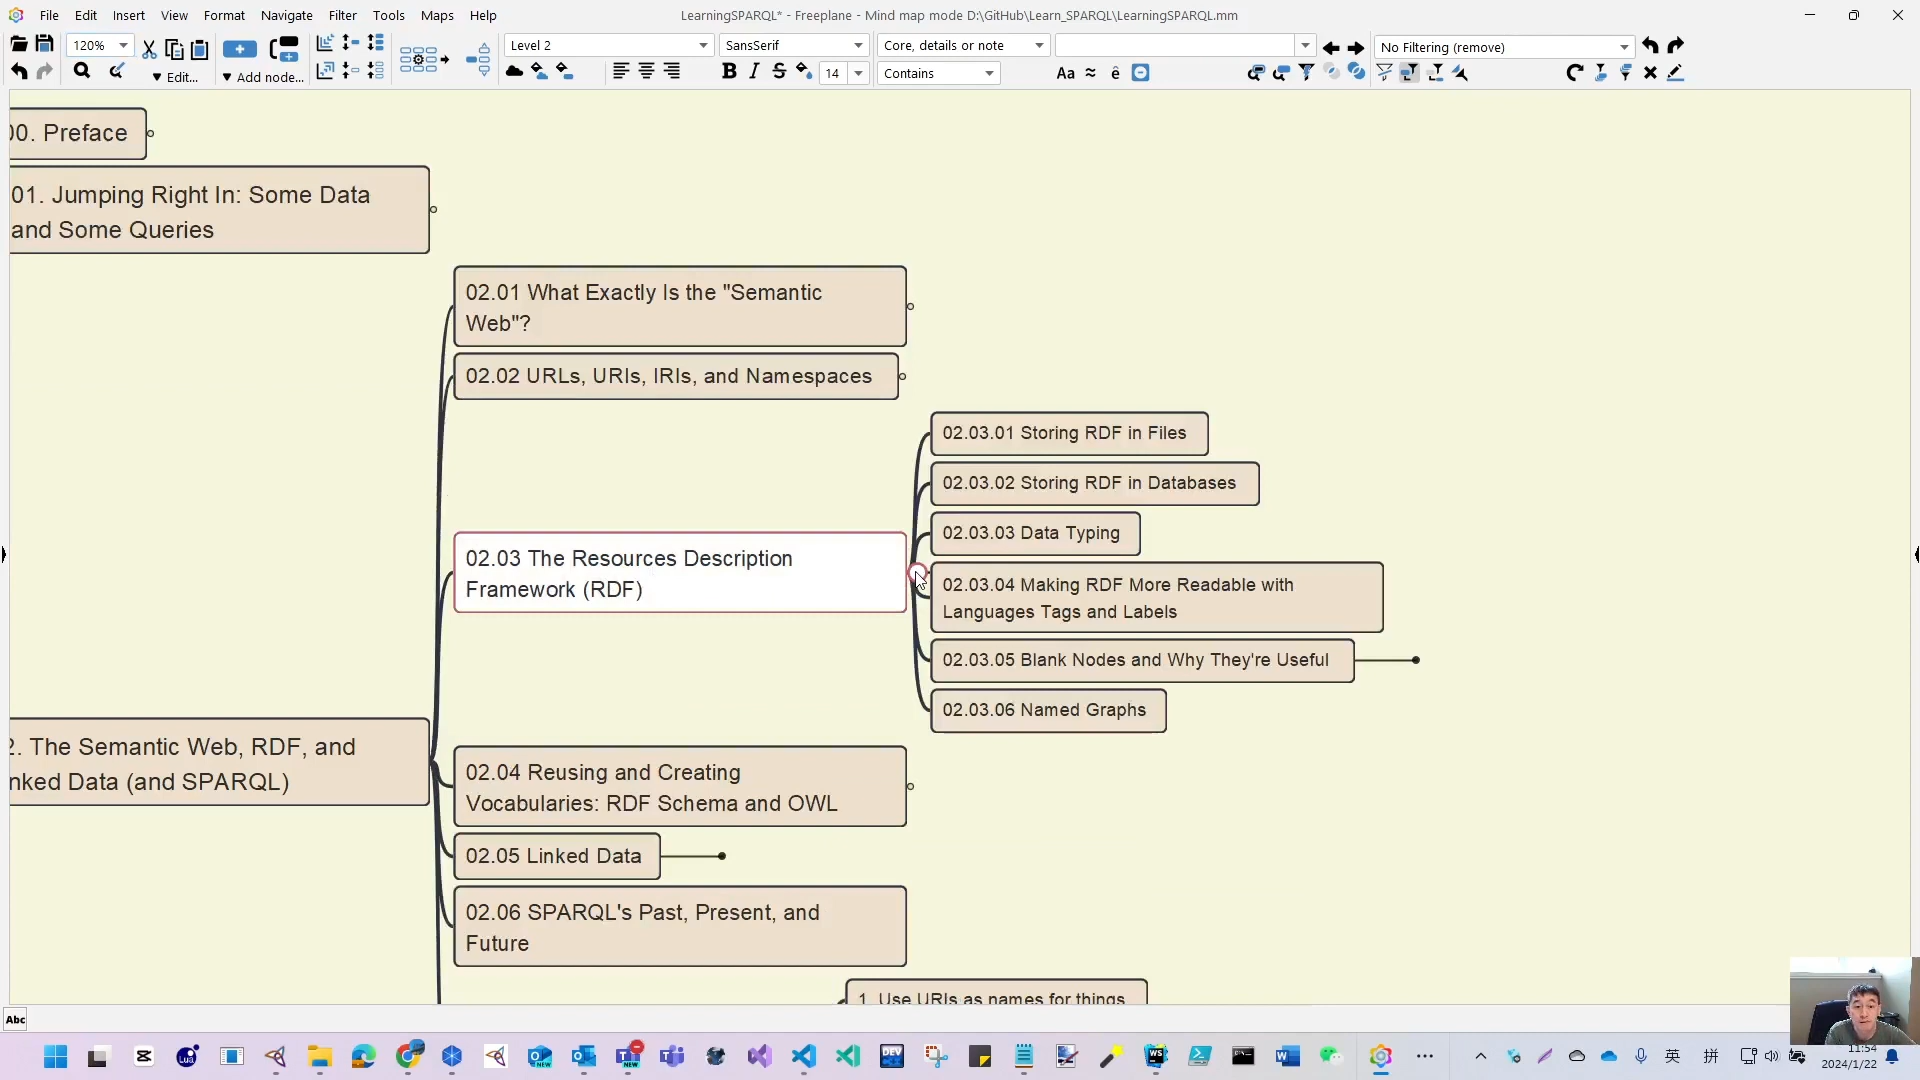 File Edit Insert View Format Navigate Filter Tools Maps Help
LearningSPARQL* - Freeplane - Mind map mode D:\GitHub\Learn_SPARQL\LearningSPARQL.mm
120%
Edit...
Add node...
Level 2
SansSerif
14
Core, details or note
Contains
No Filtering (remove)
00. Preface
01. Jumping Right In: Some Data
and Some Queries
02.01 What Exactly Is the "Semantic
Web"?
02.02 URLs, URIs, IRIs, and Namespaces
02.03 The Resources Description
Framework (RDF)
02.03.01 Storing RDF in Files
02.03.02 Storing RDF in Databases
02.03.03 Data Typing
02.03.04 Making RDF More Readable with
Languages Tags and Labels
02.03.05 Blank Nodes and Why They're Useful
02.03.06 Named Graphs
2. The Semantic Web, RDF, and
nked Data (and SPARQL)
02.04 Reusing and Creating
Vocabularies: RDF Schema and OWL
02.05 Linked Data
02.06 SPARQL's Past, Present, and
Future
1. Use URIs as names for things
Abc
英
拼
11:54
2024/1/22